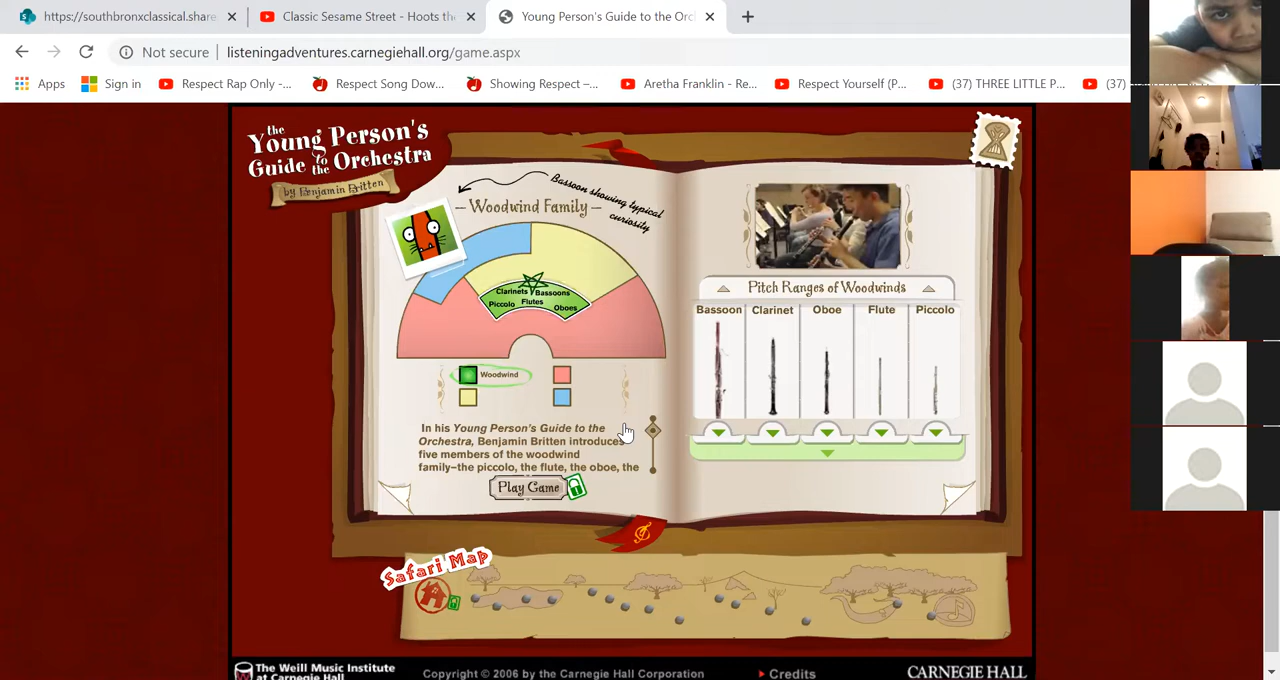 https://southbronxclassical.share
Classic Sesame Street - Hoots th
Young Person's Guide to the Orc
Not secure
listeningadventures.carnegiehall.org/game.aspx
Apps
Sign in
Respect Rap Only -...
Respect Song Dow...
Showing Respect –...
Aretha Franklin - Re...
Respect Yourself (P...
(37) THREE LITTLE P...
(37)
the
Young Person's
Guide to the Orchestra
by Benjamin Britten
Bassoon showing typical
curiosity
– Woodwind Family –
Clarinets
Bassoons
Piccolo
Flutes
Oboes
Woodwind
In his Young Person's Guide to the
Orchestra, Benjamin Britten introduces
five members of the woodwind
family–the piccolo, the flute, the oboe, the
Play Game
Pitch Ranges of Woodwinds
Bassoon
Clarinet
Oboe
Flute
Piccolo
Safari Map
The Weill Music Institute
at Carnegie Hall
Copyright © 2006 by the Carnegie Hall Corporation
Credits
CARNEGIE HALL